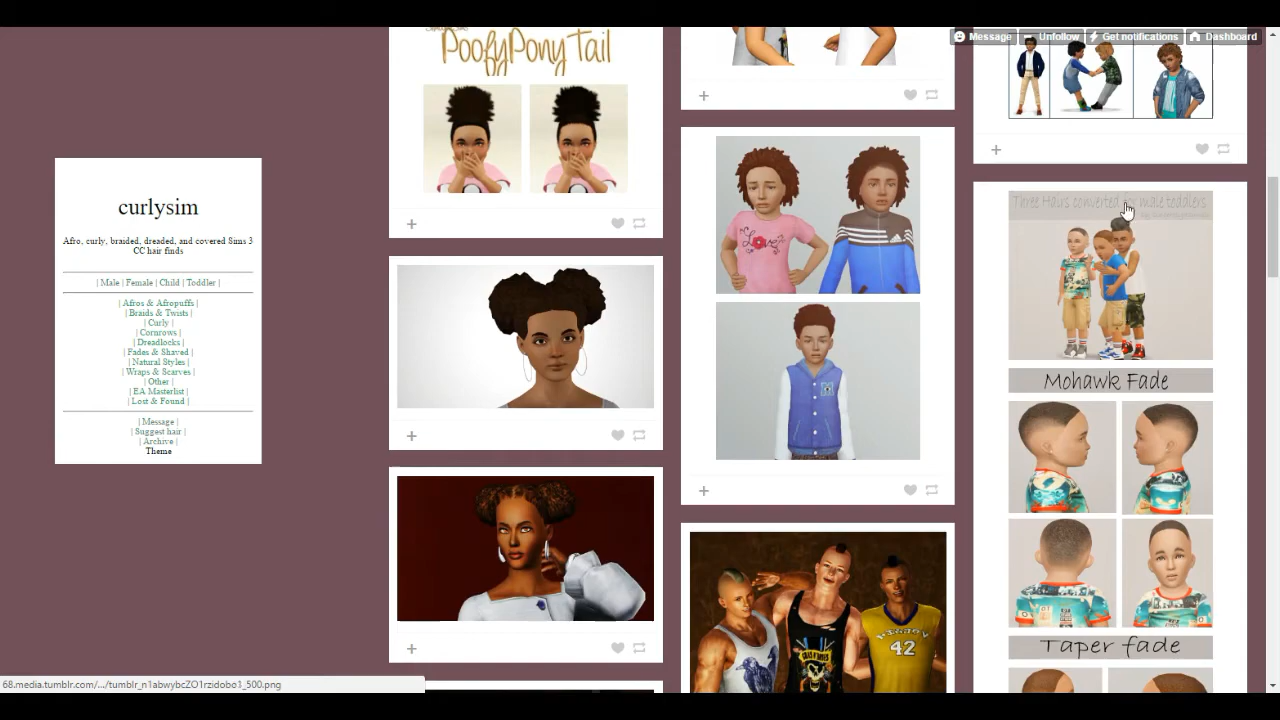 Message Unfollow Get notifications Dashboard
curlysim
Afro, curly, braided, dreaded, and covered Sims 3
CC hair finds
| Male | Female | Child | Toddler |
| Afros & Afropuffs |
| Braids & Twists |
| Curly |
| Cornrows |
| Dreadlocks |
| Fades & Shaved |
| Natural Styles |
| Wraps & Scarves |
| Other |
| EA Masterlist |
| Lost & Found |
| Message |
| Suggest hair |
| Archive |
Theme
PoofyPony Tail
Love
M
42
Three Hairs converted for male toddlers
Mohawk Fade
Taper fade
68.media.tumblr.com/.../tumblr_n1abwybcZO1rzidobo1_500.png